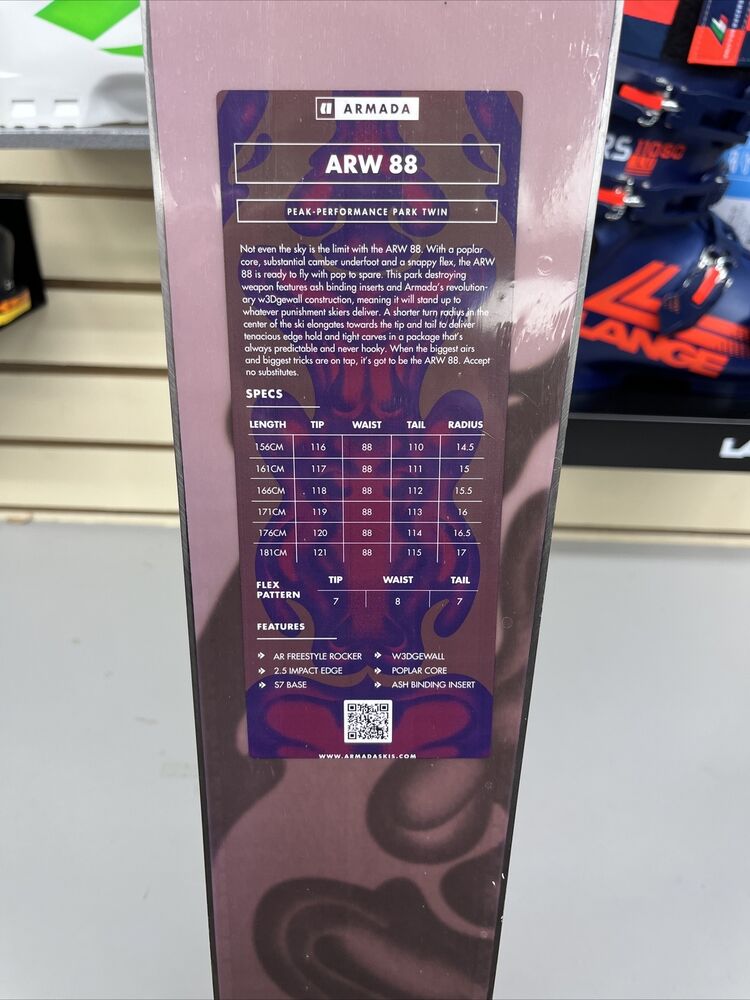 ARMADA
ARW 88
PEAK-PERFORMANCE PARK TWIN
Not even the sky is the limit with the ARW 88. With a poplar
core, substantial camber underfoot and a snappy flex, the ARW
88 is ready to fly with pop to spare. This park destroying
weapon features ash binding inserts and Armada's revolution-
ary w3Dgewall construction, meaning it will stand up to
whatever punishment skiers deliver. A shorter turn radius in the
center of the ski elongates towards the tip and tail to deliver
tenacious edge hold and tight carves in a package that's
always predictable and never hooky. When the biggest airs
and biggest tricks are on tap, it's got to be the ARW 88. Accept
no substitutes.
SPECS
LENGTH TIP WAIST TAIL RADIUS
156CM 116 88 110 14.5
161CM 117 88 111 15
166CM 118 88 112 15.5
171CM 119 88 113 16
176CM 120 88 114 16.5
181CM 121 88 115 17
FLEX PATTERN TIP WAIST TAIL
7 8 7
FEATURES
AR FREESTYLE ROCKER W3DGEWALL
2.5 IMPACT EDGE POPLAR CORE
S7 BASE ASH BINDING INSERT
WWW.ARMADASKIS.COM
RS 110
LV
LANGE
LA